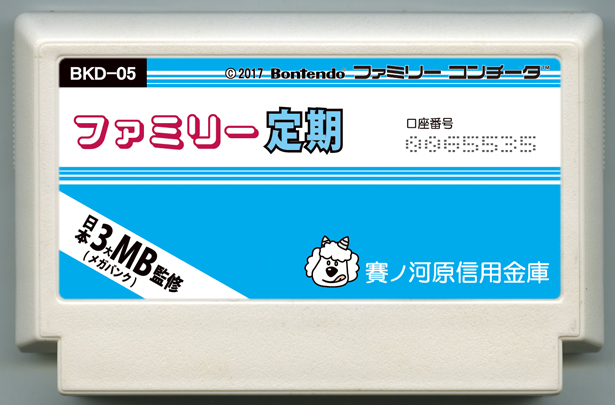 BKD-05
©2017 Bontendo ファミリー コンチータ™
ファミリー定期
口座番号
0065535
日本3大MB監修
(メガバンク)
賽ノ河原信用金庫